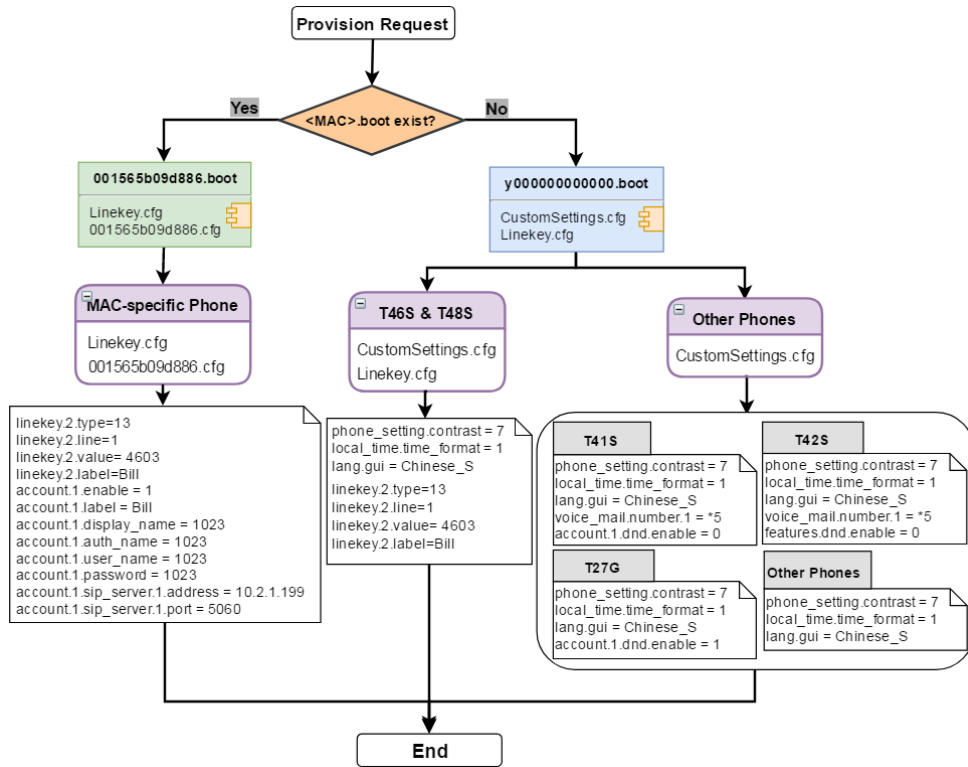 Provision Request
<MAC>.boot exist?
Yes
No
001565b09d886.boot
Linekey.cfg
001565b09d886.cfg
y000000000000.boot
CustomSettings.cfg
Linekey.cfg
MAC-specific Phone
Linekey.cfg
001565b09d886.cfg
T46S & T48S
CustomSettings.cfg
Linekey.cfg
Other Phones
CustomSettings.cfg
linekey.2.type=13
linekey.2.line=1
linekey.2.value= 4603
linekey.2.label=Bill
account.1.enable = 1
account.1.label = Bill
account.1.display_name = 1023
account.1.auth_name = 1023
account.1.user_name = 1023
account.1.password = 1023
account.1.sip_server.1.address = 10.2.1.199
account.1.sip_server.1.port = 5060
phone_setting.contrast = 7
local_time.time_format = 1
lang.gui = Chinese_S
linekey.2.type=13
linekey.2.line=1
linekey.2.value= 4603
linekey.2.label=Bill
T41S
phone_setting.contrast = 7
local_time.time_format = 1
lang.gui = Chinese_S
voice_mail.number.1 = *5
account.1.dnd.enable = 0
T42S
phone_setting.contrast = 7
local_time.time_format = 1
lang.gui = Chinese_S
voice_mail.number.1 = *5
features.dnd.enable = 0
T27G
phone_setting.contrast = 7
local_time.time_format = 1
lang.gui = Chinese_S
account.1.dnd.enable = 1
Other Phones
phone_setting.contrast = 7
local_time.time_format = 1
lang.gui = Chinese_S
End